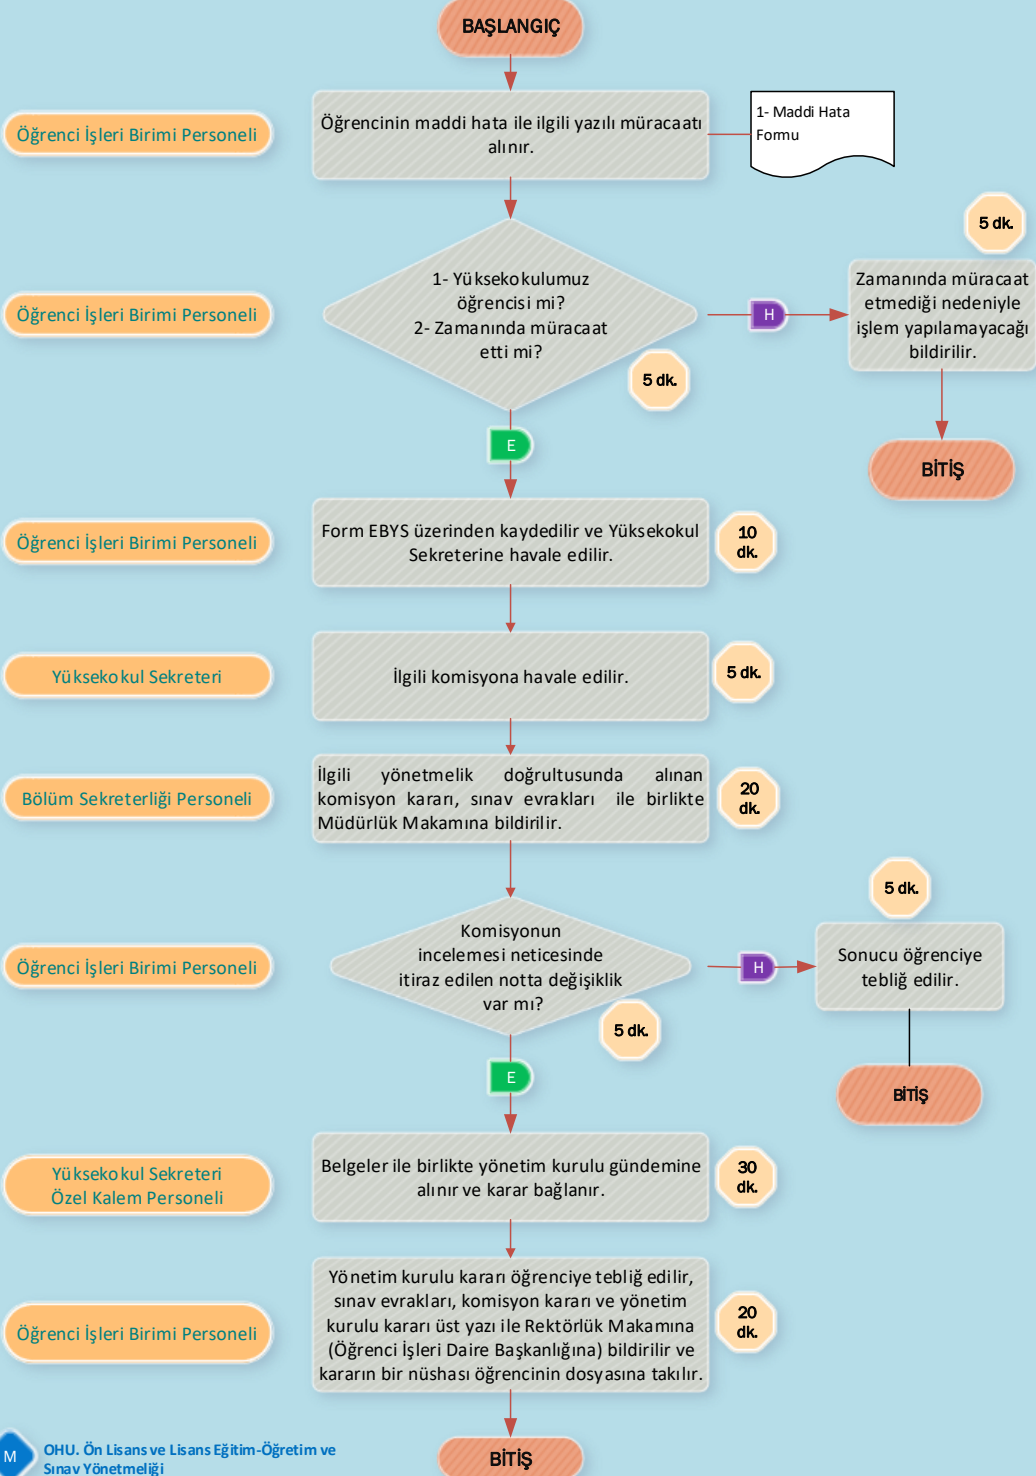 BAŞLANGIÇ
Öğrenci İşleri Birimi Personeli
Öğrencinin maddi hata ile ilgili yazılı müracaatı
alınır.
1- Maddi Hata
Formu
5 dk.
Öğrenci İşleri Birimi Personeli
1- Yüksekokulumuz
öğrencisi mi?
2- Zamanında müracaat
etti mi?
H
Zamanında müracaat
etmediği nedeniyle
işlem yapılamayacağı
bildirilir.
5 dk.
E
BİTİŞ
Öğrenci İşleri Birimi Personeli
Form EBYS üzerinden kaydedilir ve Yüksekokul
Sekreterine havale edilir.
10
dk.
Yüksekokul Sekreteri
İlgili komisyona havale edilir.
5 dk.
Bölüm Sekreterliği Personeli
İlgili yönetmelik doğrultusunda alınan
komisyon kararı, sınav evrakları ile birlikte
Müdürlük Makamına bildirilir.
20
dk.
5 dk.
Öğrenci İşleri Birimi Personeli
Komisyonun
incelemesi neticesinde
itiraz edilen notta değişiklik
var mı?
H
Sonucu öğrenciye
tebliğ edilir.
5 dk.
E
BİTİŞ
Yüksekokul Sekreteri
Özel Kalem Personeli
Belgeler ile birlikte yönetim kurulu gündemine
alınır ve karar bağlanır.
30
dk.
Öğrenci İşleri Birimi Personeli
Yönetim kurulu kararı öğrenciye tebliğ edilir,
sınav evrakları, komisyon kararı ve yönetim
kurulu kararı üst yazı ile Rektörlük Makamına
(Öğrenci İşleri Daire Başkanlığına) bildirilir ve
kararın bir nüshası öğrencinin dosyasına takılır.
20
dk.
M
OHU. Ön Lisans ve Lisans Eğitim-Öğretim ve
Sınav Yönetmeliği
BİTİŞ